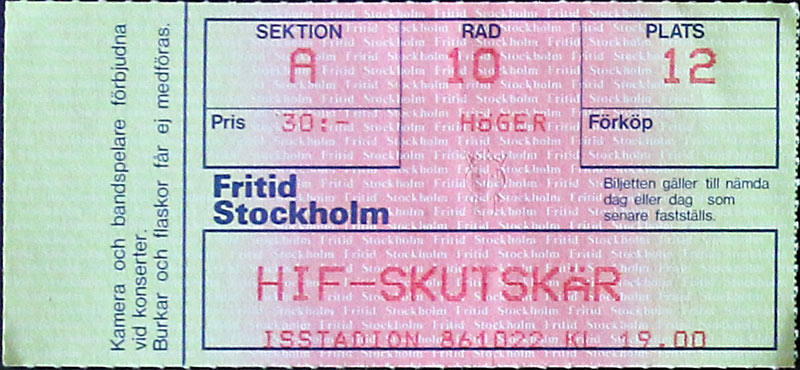 Kamera och bandspelare förbjudna
vid konserter.
Burkar och flaskor får ej medföras.
SEKTION RAD PLATS
A 10 12
Pris 30:- HöGER Förköp
Fritid
Stockholm
Biljetten gäller till nämda
dag eller dag som
senare fastställs.
HIF-SKUTSKäR
ISSTADION 861022 KL 19.00